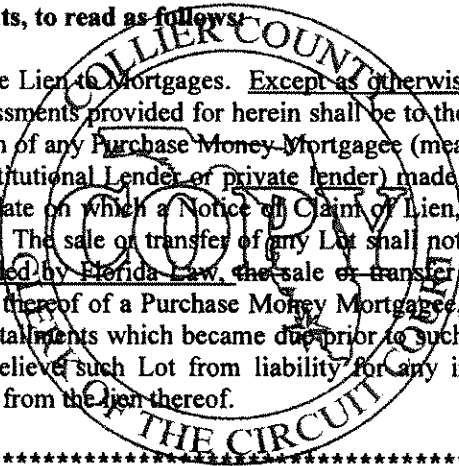 ts, to read as follows:
e Lien to Mortgages. Except as otherwis
ssments provided for herein shall be to the
n of any Purchase Money Mortgagee (mea
titutional Lender or private lender) made
ate on which a Notice of Claim of Lien,
The sale or transfer of any Lot shall not
ed by Florida Law, the sale or transfer
thereof of a Purchase Money Mortgagee,
tallments which became due prior to such
elieve such Lot from liability for any i
from the lien thereof.
****************************************
COLLIER COUNTY
COPY
CLERK OF THE CIRCUIT COURT